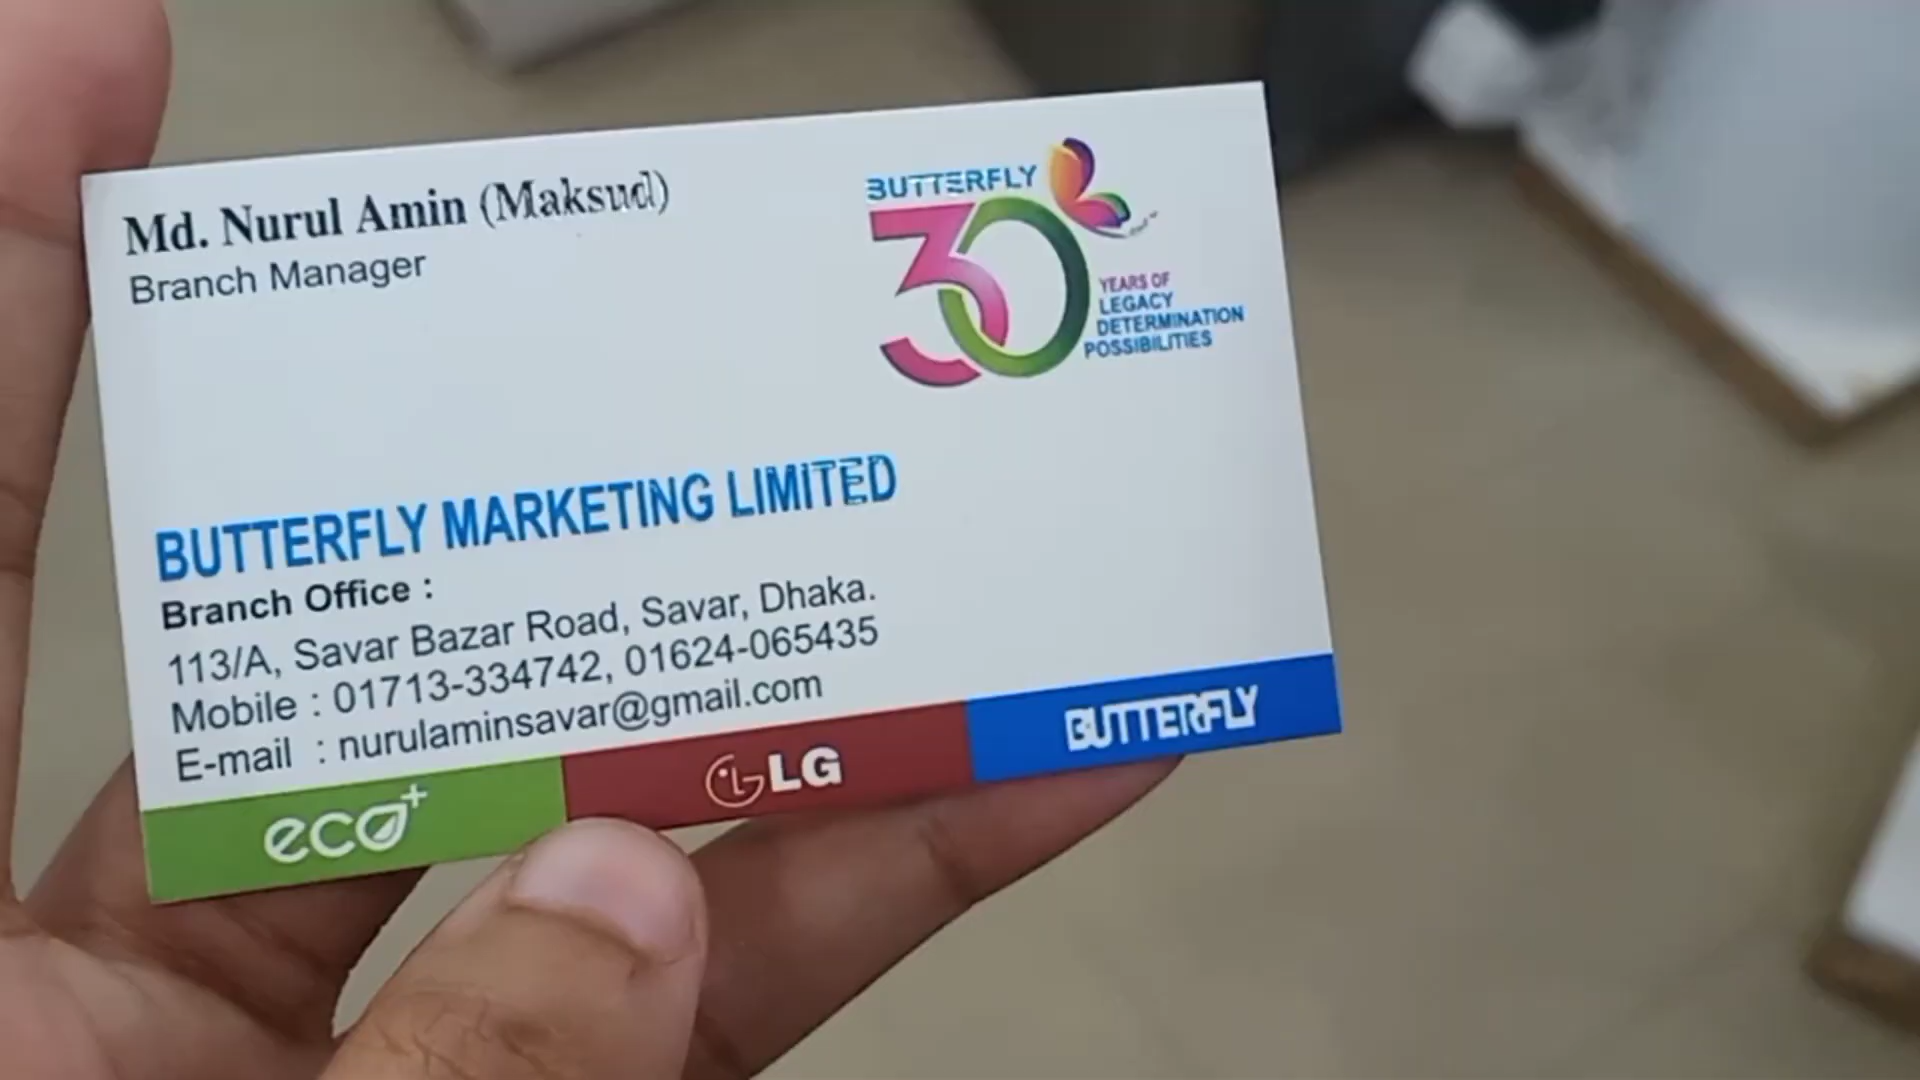 Md. Nurul Amin (Maksud)
Branch Manager
BUTTERFLY
30
YEARS OF
LEGACY
DETERMINATION
POSSIBILITIES
BUTTERFLY MARKETING LIMITED
Branch Office :
113/A, Savar Bazar Road, Savar, Dhaka.
Mobile : 01713-334742, 01624-065435
E-mail : nurulaminsavar@gmail.com
eco+
LG
BUTTERFLY